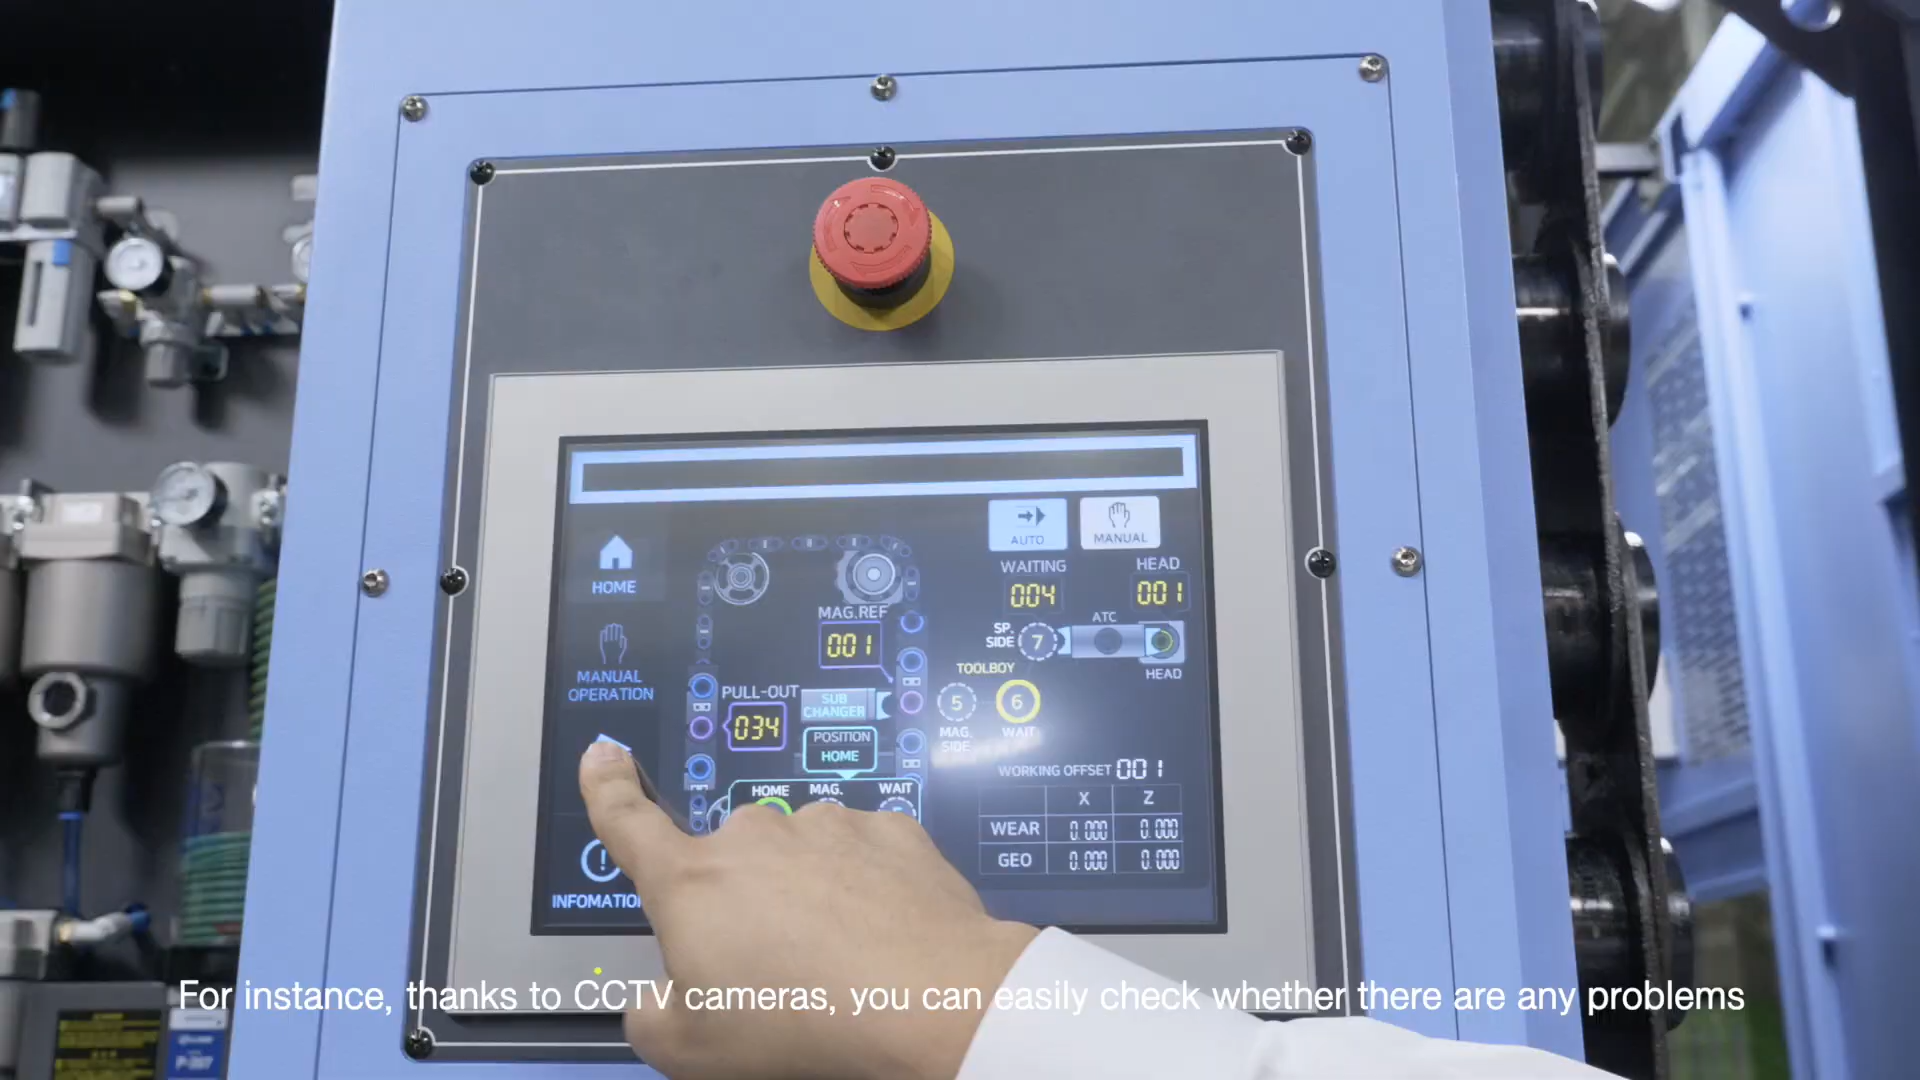 AUTO
MANUAL
HOME
WAITING
HEAD
004
001
MAG.REF
001
ATC
SP.
SIDE
7
MANUAL
OPERATION
TOOLBOY
HEAD
PULL-OUT
SUB
CHANGER
5
6
034
POSITION
HOME
MAG.
SIDE
WAIT
WORKING OFFSET 001
HOME
MAG.
WAIT
X
Z
WEAR
0.000
0.000
GEO
0.000
0.000
INFOMATION
For instance, thanks to CCTV cameras, you can easily check whether there are any problems